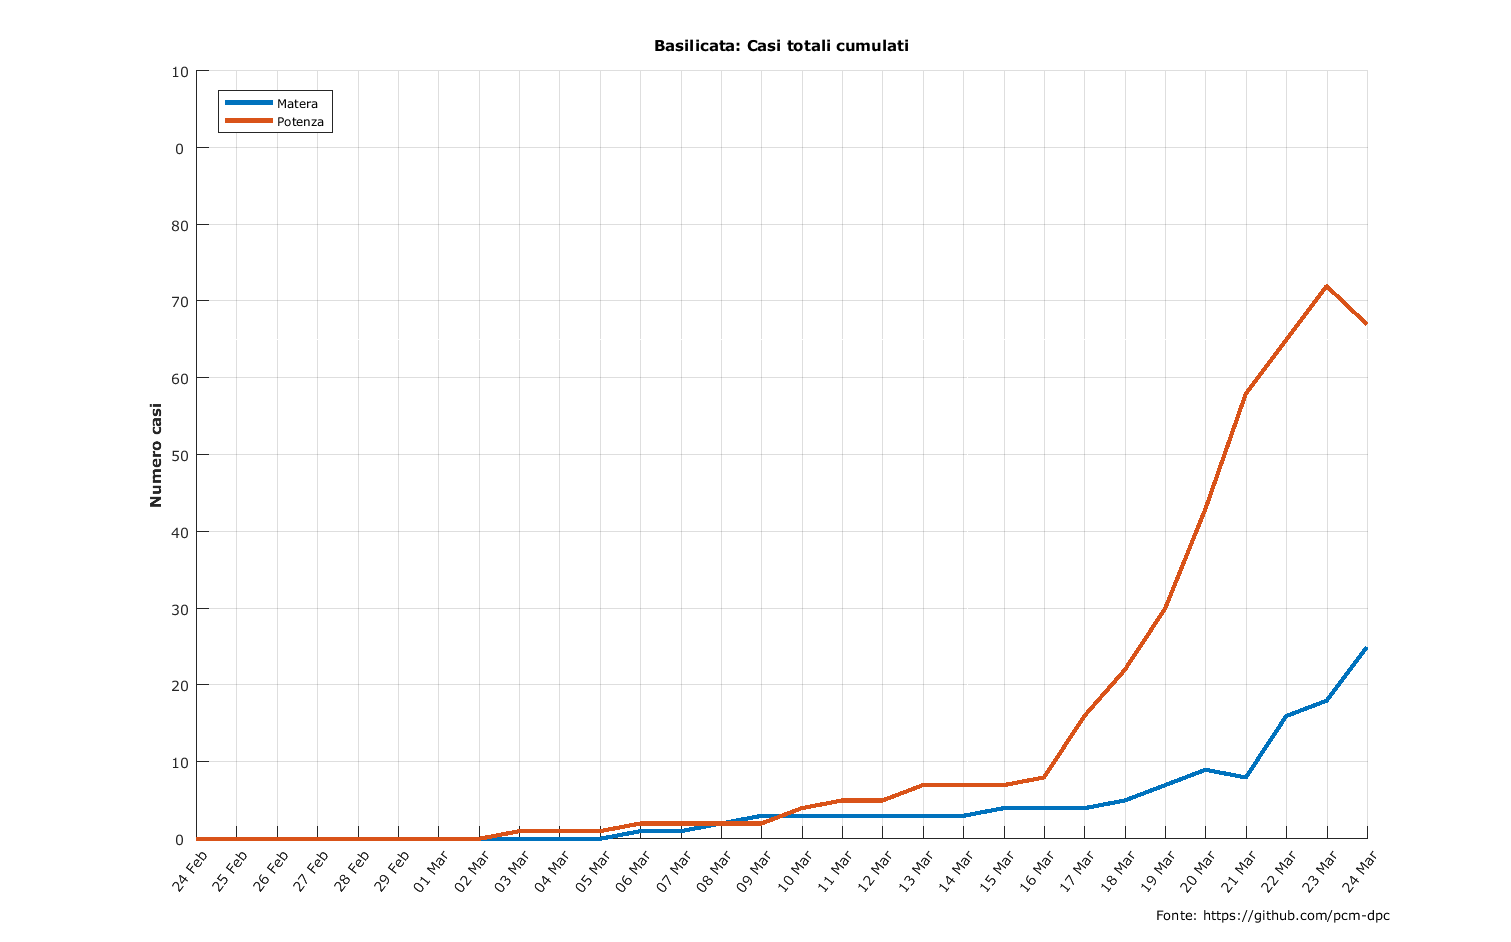 Basilicata: Casi totali cumulati
10
0
80
70
60
50
40
30
20
10
0
Numero casi
Matera
Potenza
24 Feb
25 Feb
26 Feb
27 Feb
28 Feb
29 Feb
01 Mar
02 Mar
03 Mar
04 Mar
05 Mar
06 Mar
07 Mar
08 Mar
09 Mar
10 Mar
11 Mar
12 Mar
13 Mar
14 Mar
15 Mar
16 Mar
17 Mar
18 Mar
19 Mar
20 Mar
21 Mar
22 Mar
23 Mar
24 Mar
Fonte: https://github.com/pcm-dpc